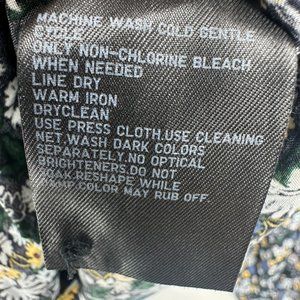 MACHINE WASH COLD GENTLE
CYCLE
ONLY NON-CHLORINE BLEACH
WHEN NEEDED
LINE DRY
WARM IRON
DRYCLEAN
USE PRESS CLOTH.USE CLEANING
NET.WASH DARK COLORS
SEPARATELY.NO OPTICAL
BRIGHTENERS.DO NOT
SOAK.RESHAPE WHILE
DAMP.COLOR MAY RUB OFF.